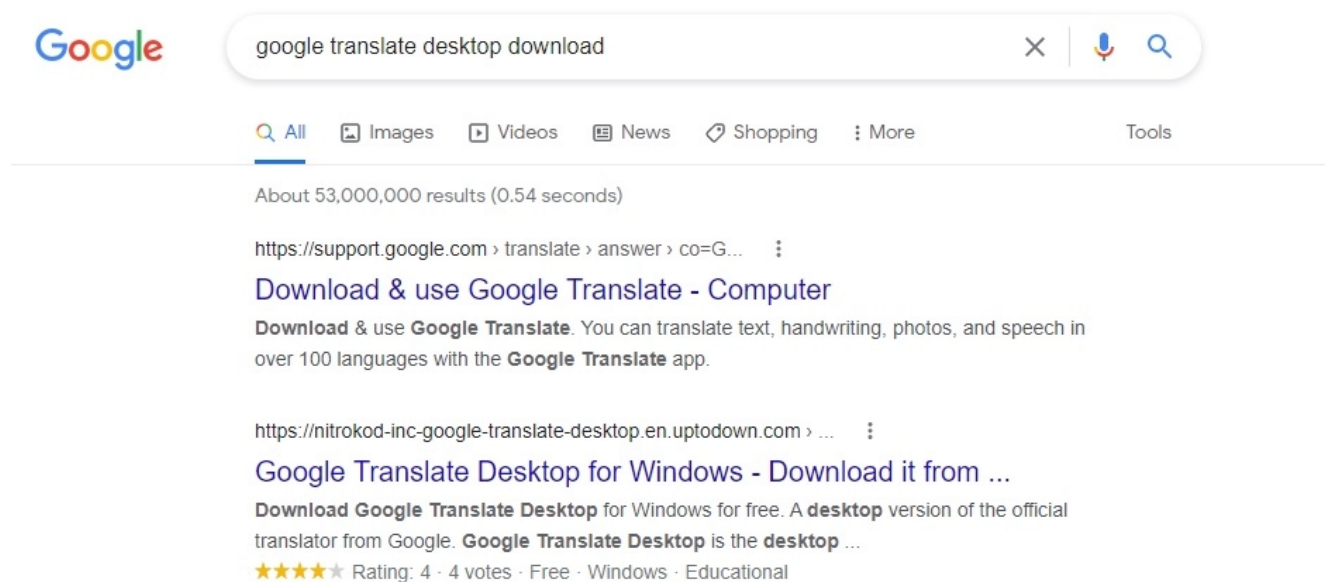 Google
google translate desktop download
All Images Videos News Shopping More Tools
About 53,000,000 results (0.54 seconds)
https://support.google.com › translate › answer › co=G...
Download & use Google Translate - Computer
Download & use Google Translate. You can translate text, handwriting, photos, and speech in
over 100 languages with the Google Translate app.
https://nitrokod-inc-google-translate-desktop.en.uptodown.com › ...
Google Translate Desktop for Windows - Download it from ...
Download Google Translate Desktop for Windows for free. A desktop version of the official
translator from Google. Google Translate Desktop is the desktop ...
Rating: 4 · 4 votes · Free · Windows · Educational